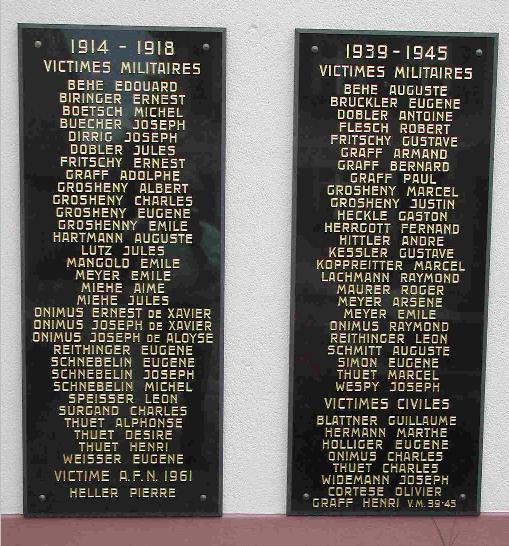 1914 - 1918
VICTIMES MILITAIRES
BEHE EDOUARD
BIRINGER ERNEST
BOETSCH MICHEL
BUECHER JOSEPH
DIRRIG JOSEPH
DOBLER JULES
FRITSCHY ERNEST
GRAFF ADOLPHE
GROSHENY ALBERT
GROSHENY CHARLES
GROSHENY EUGENE
GROSHENNY EMILE
HARTMANN AUGUSTE
LUTZ JULES
MANGOLD EMILE
MEYER EMILE
MIEHE AIME
MIEHE JULES
ONIMUS ERNEST DE XAVIER
ONIMUS JOSEPH DE XAVIER
ONIMUS JOSEPH DE ALOYSE
REITHINGER EUGENE
SCHNEBELIN EUGENE
SCHNEBELIN JOSEPH
SCHNEBELIN MICHEL
SPEISSER LEON
SURGAND CHARLES
THUET ALPHONSE
THUET DESIRE
THUET HENRI
WEISSER EUGENE
VICTIME A.F.N. 1961
HELLER PIERRE
1939-1945
VICTIMES MILITAIRES
BEHE AUGUSTE
BRUCKLER EUGENE
DOBLER ANTOINE
FLESCH ROBERT
FRITSCHY GUSTAVE
GRAFF ARMAND
GRAFF BERNARD
GRAFF PAUL
GROSHENY MARCEL
GROSHENY JUSTIN
HECKLE GASTON
HERRGOTT FERNAND
HITTLER ANDRE
KESSLER GUSTAVE
KOPPREITTER MARCEL
LACHMANN RAYMOND
MAURER ROGER
MEYER ARSENE
MEYER EMILE
ONIMUS RAYMOND
REITHINGER LEON
SCHMITT AUGUSTE
SIMON EUGENE
THUET MARCEL
WESPY JOSEPH
VICTIMES CIVILES
BLATTNER GUILLAUME
HERMANN MARTHE
HOLLIGER EUGENE
ONIMUS CHARLES
THUET CHARLES
WIDEMANN JOSEPH
CORTESE OLIVIER
GRAFF HENRI V.M. 39-45